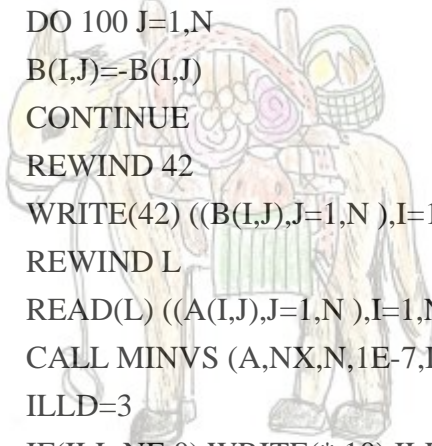 DO 100 J=1,N
B(I,J)=-B(I,J)
CONTINUE
REWIND 42
WRITE(42) ((B(I,J),J=1,N ),I=1
REWIND L
READ(L) ((A(I,J),J=1,N ),I=1,N
CALL MINVS (A,NX,N,1E-7,I
ILLD=3